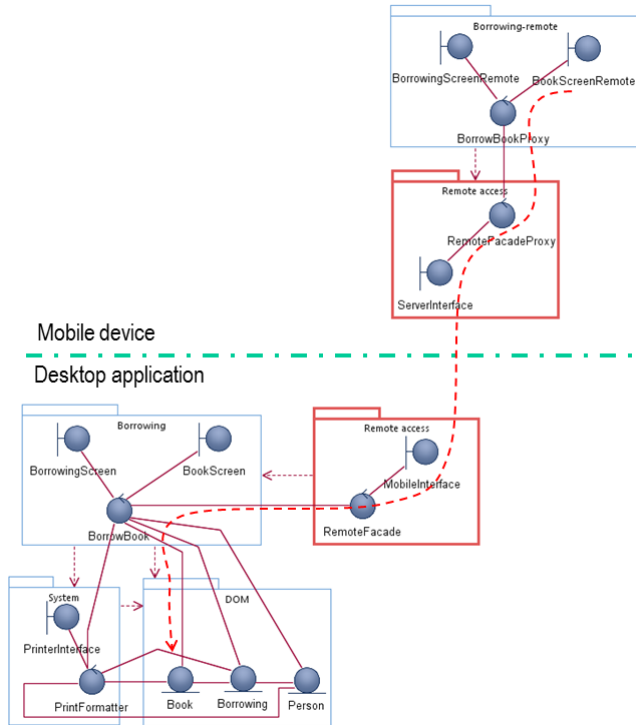 Borrowing-remote
BorrowingScreenRemote
BookScreenRemote
BorrowBookProxy
Remote access
RemoteFacadeProxy
ServerInterface
Mobile device
Desktop application
Borrowing
Remote access
BorrowingScreen
BookScreen
MobileInterface
BorrowBook
RemoteFacade
System
DOM
PrinterInterface
PrintFormatter
Book
Borrowing
Person